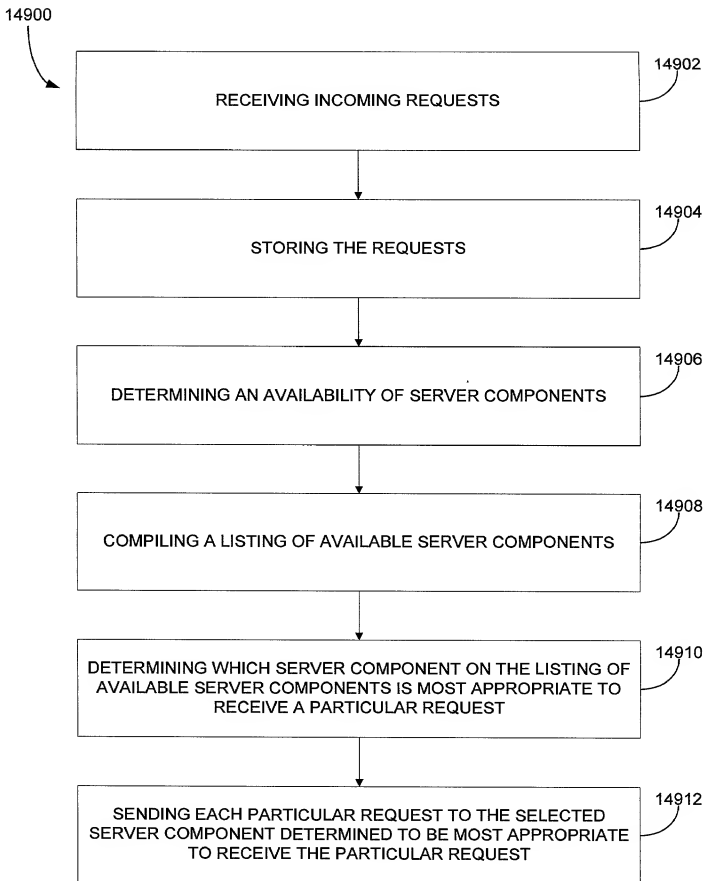 14900
14902
RECEIVING INCOMING REQUESTS
14904
STORING THE REQUESTS
14906
DETERMINING AN AVAILABILITY OF SERVER COMPONENTS
14908
COMPILING A LISTING OF AVAILABLE SERVER COMPONENTS
14910
DETERMINING WHICH SERVER COMPONENT ON THE LISTING OF
AVAILABLE SERVER COMPONENTS IS MOST APPROPRIATE TO
RECEIVE A PARTICULAR REQUEST
14912
SENDING EACH PARTICULAR REQUEST TO THE SELECTED
SERVER COMPONENT DETERMINED TO BE MOST APPROPRIATE
TO RECEIVE THE PARTICULAR REQUEST